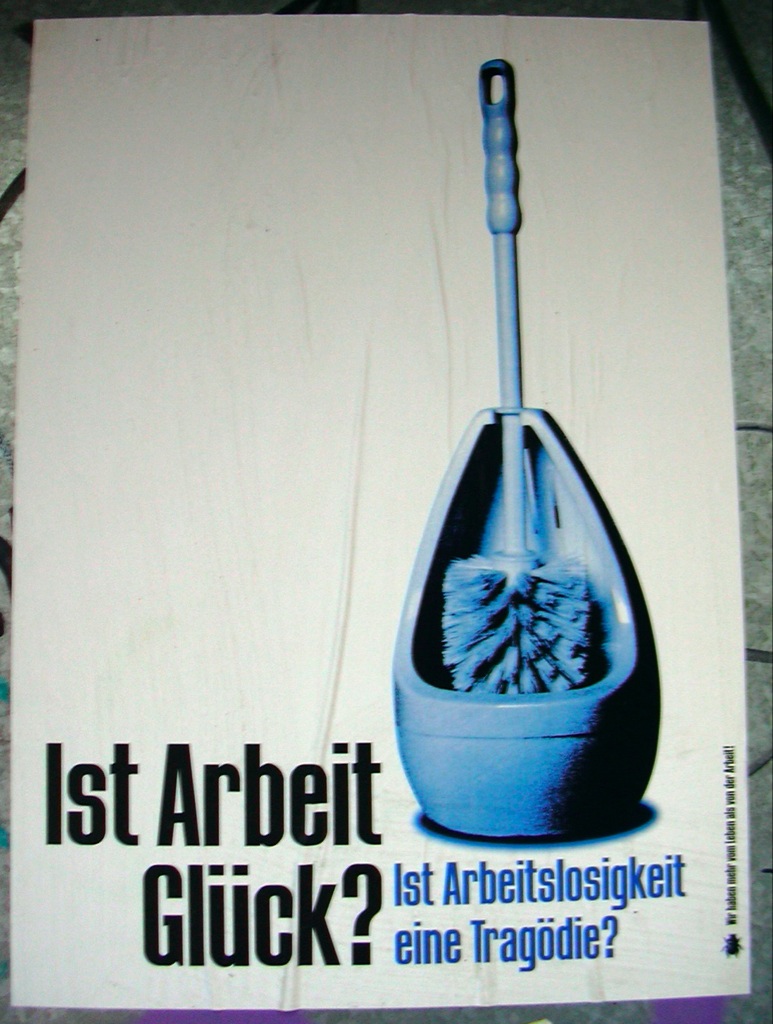 Ist Arbeit
Glück?
Ist Arbeitslosigkeit
eine Tragödie?
Wir haben mehr vom Leben als von der Arbeit!